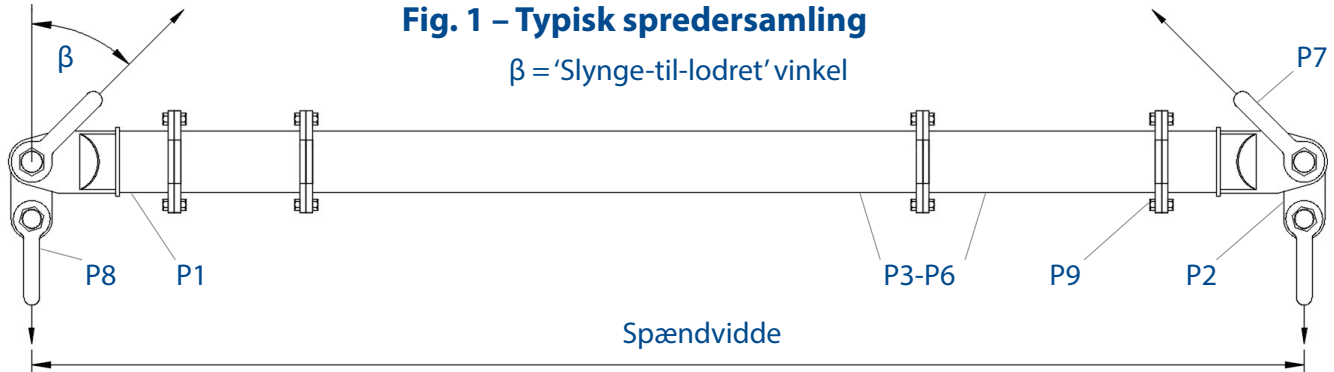 Fig. 1 – Typisk spredersamling
β = ‘Slynge-til-lodret’ vinkel
β
P7
P8
P1
P3-P6
P9
P2
Spændvidde